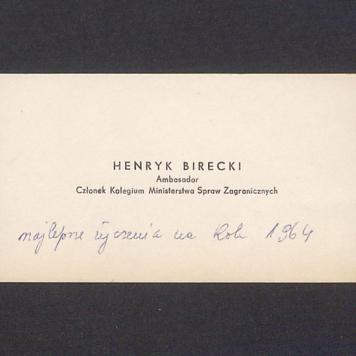 HENRYK BIRECKI
Ambasador
Członek Kolegium Ministerstwa Spraw Zagranicznych
najlepsze życzenia na Rok 1964